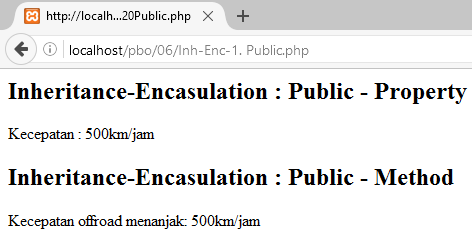 http://localh...20Public.php
localhost/pbo/06/Inh-Enc-1. Public.php
Inheritance-Encasulation : Public - Property
Kecepatan : 500km/jam
Inheritance-Encasulation : Public - Method
Kecepatan offroad menanjak: 500km/jam